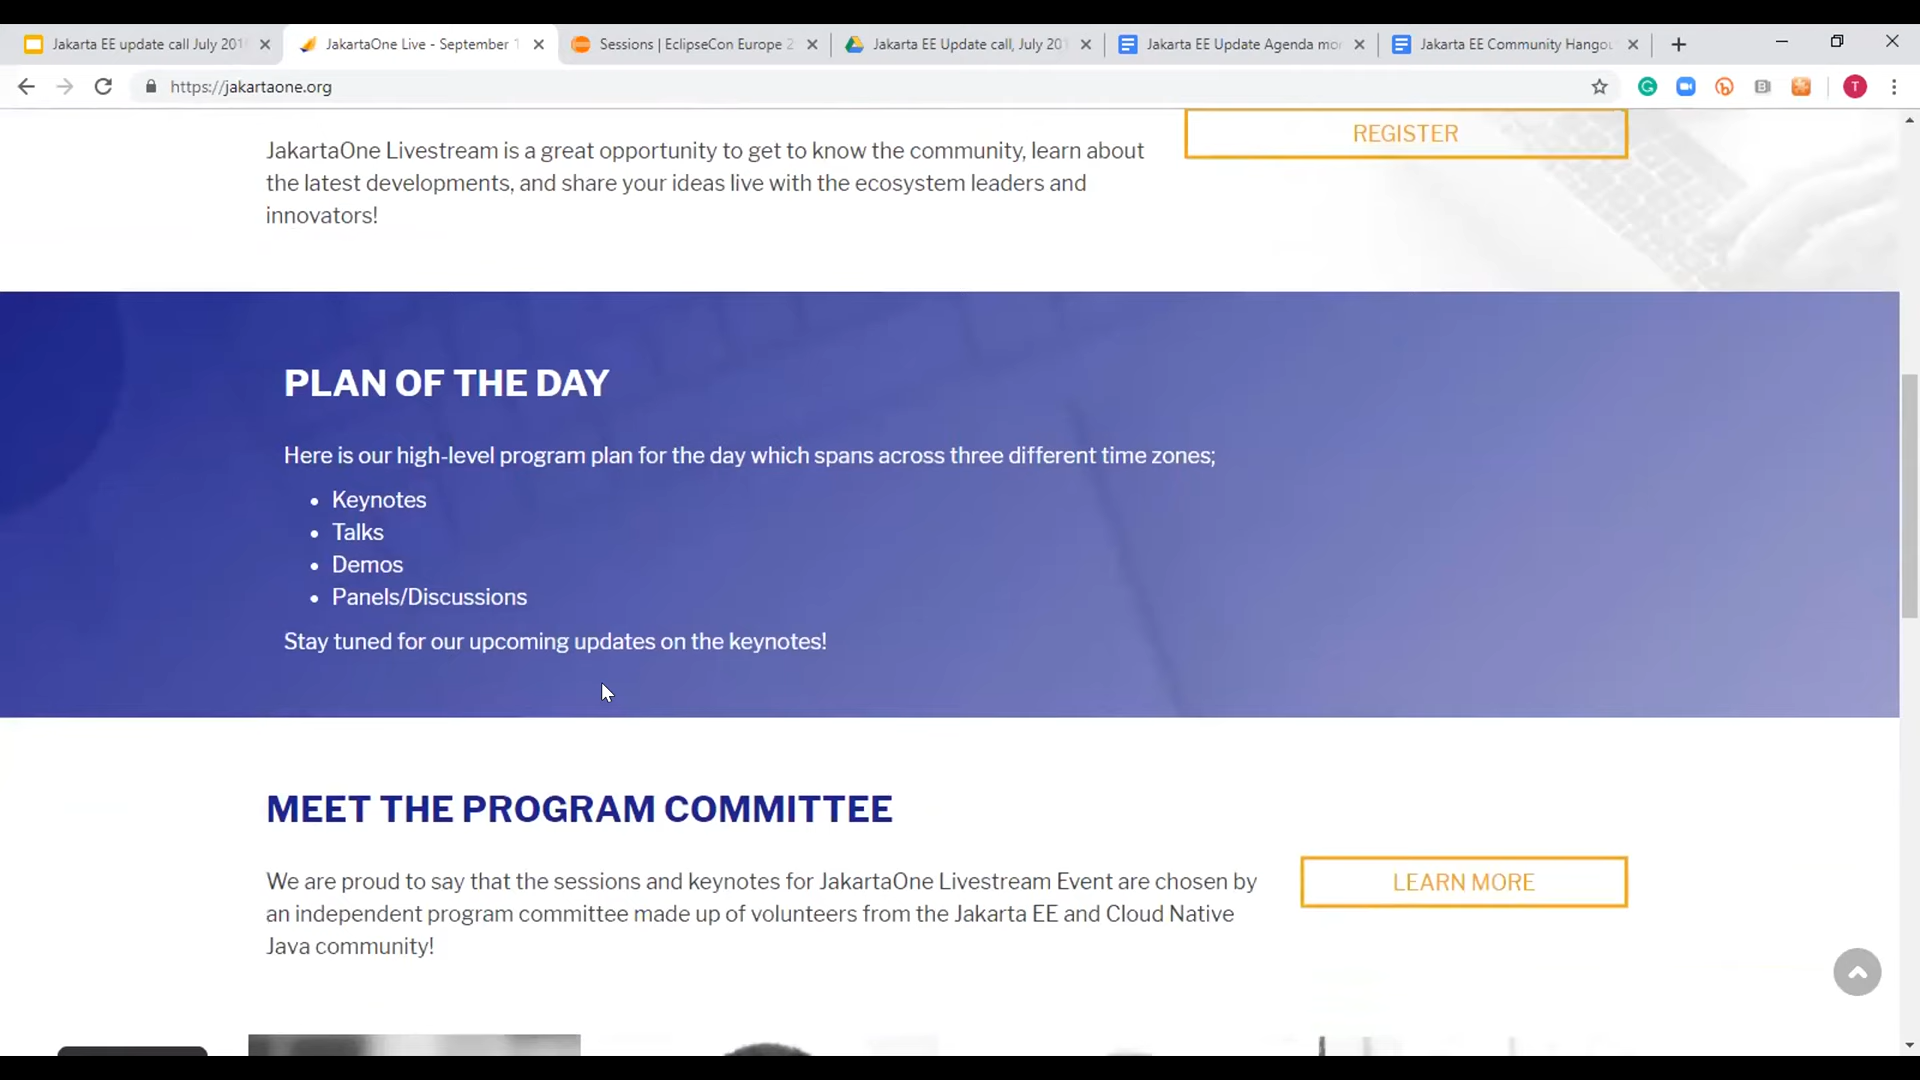 Jakarta EE update call July 201
JakartaOne Live - September 1
Sessions | EclipseCon Europe 2
Jakarta EE Update call, July 201
Jakarta EE Update Agenda mor
Jakarta EE Community Hangou
https://jakartaone.org
T
REGISTER
JakartaOne Livestream is a great opportunity to get to know the community, learn about
the latest developments, and share your ideas live with the ecosystem leaders and
innovators!
PLAN OF THE DAY
Here is our high-level program plan for the day which spans across three different time zones;
• Keynotes
• Talks
• Demos
• Panels/Discussions
Stay tuned for our upcoming updates on the keynotes!
MEET THE PROGRAM COMMITTEE
We are proud to say that the sessions and keynotes for JakartaOne Livestream Event are chosen by
an independent program committee made up of volunteers from the Jakarta EE and Cloud Native
Java community!
LEARN MORE